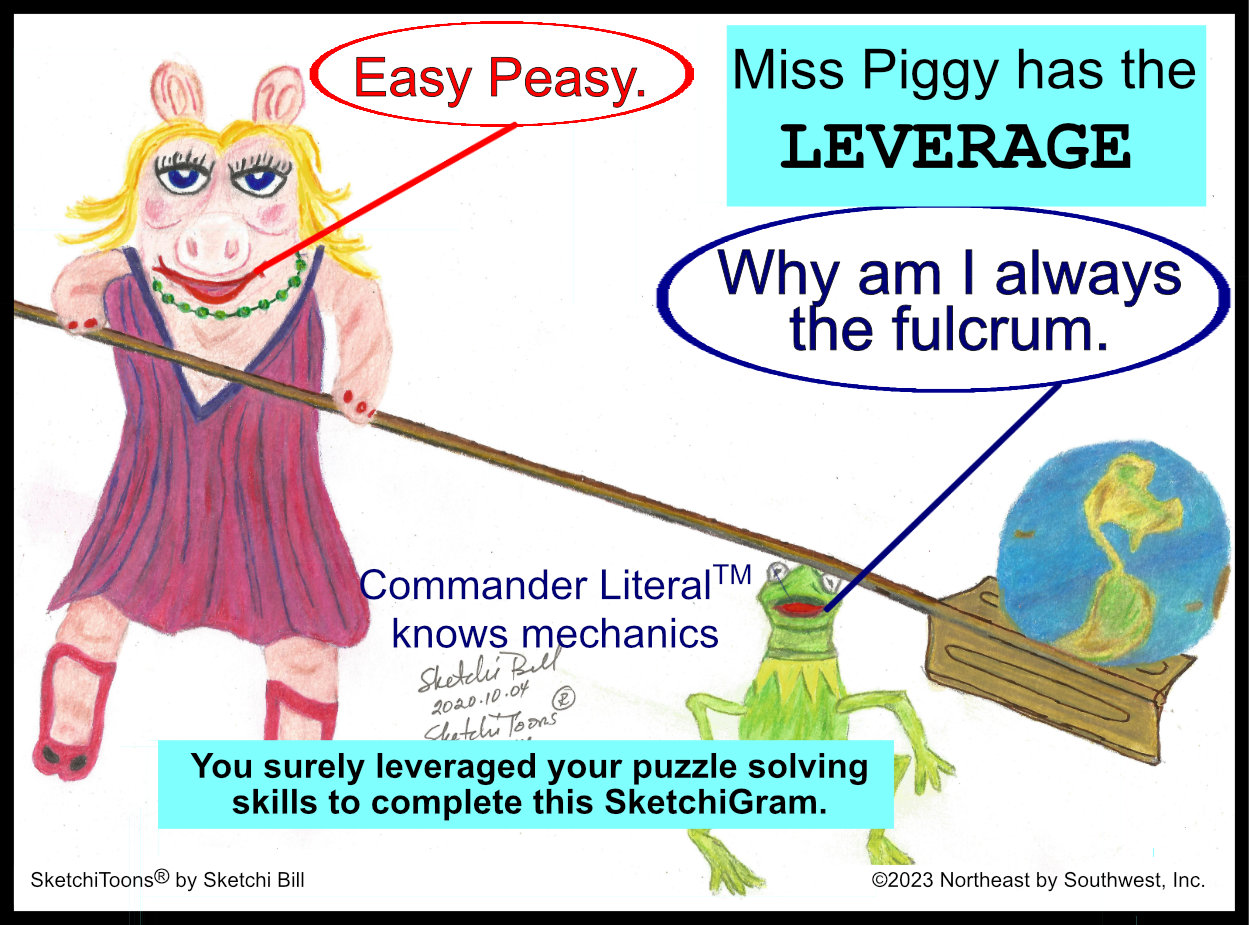 Easy Peasy.
Miss Piggy has the
LEVERAGE
Why am I always
the fulcrum.
Commander Literal™
knows mechanics
Sketchi Bill
2020.10.04
SketchiToons®
You surely leveraged your puzzle solving
skills to complete this SketchiGram.
SketchiToons® by Sketchi Bill
©2023 Northeast by Southwest, Inc.